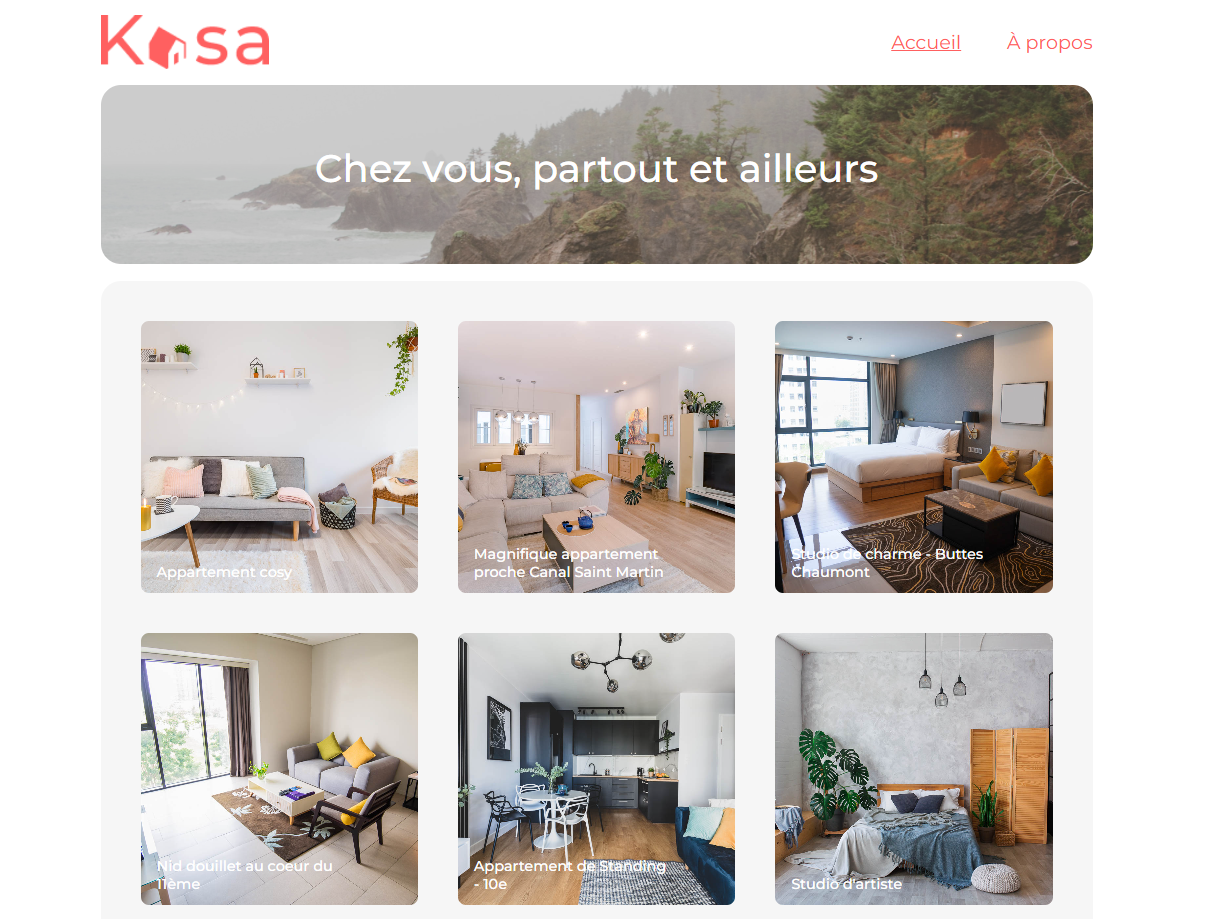 Kasa
Accueil
À propos
Chez vous, partout et ailleurs
Appartement cosy
Magnifique appartement
proche Canal Saint Martin
Studio de charme - Buttes
Chaumont
Nid douillet au coeur du
11ème
Appartement de Standing
- 10e
Studio d'artiste